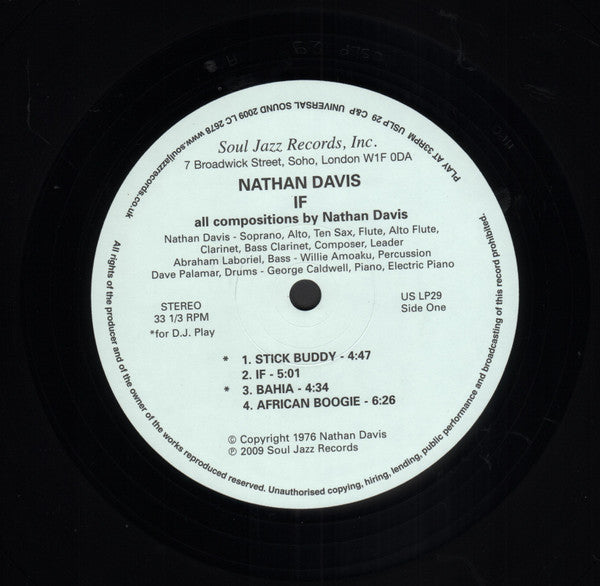 PLAY AT 33RPM USLP 29 C&P UNIVERSAL SOUND 2009 LC 2678 www.souljazzrecords.co.uk
Soul Jazz Records, Inc.
7 Broadwick Street, Soho, London W1F 0DA
NATHAN DAVIS
IF
all compositions by Nathan Davis
Nathan Davis - Soprano, Alto, Ten Sax, Flute, Alto Flute,
Clarinet, Bass Clarinet, Composer, Leader
Abraham Laboriel, Bass - Willie Amoaku, Percussion
Dave Palamar, Drums - George Caldwell, Piano, Electric Piano
STEREO
33 1/3 RPM
*for D.J. Play
US LP29
Side One
* 1. STICK BUDDY - 4:47
2. IF - 5:01
* 3. BAHIA - 4:34
4. AFRICAN BOOGIE - 6:26
© Copyright 1976 Nathan Davis
℗ 2009 Soul Jazz Records
All rights of the producer and of the owner of the works reproduced reserved. Unauthorised copying, hiring, lending, public performance and broadcasting of this record prohibited.